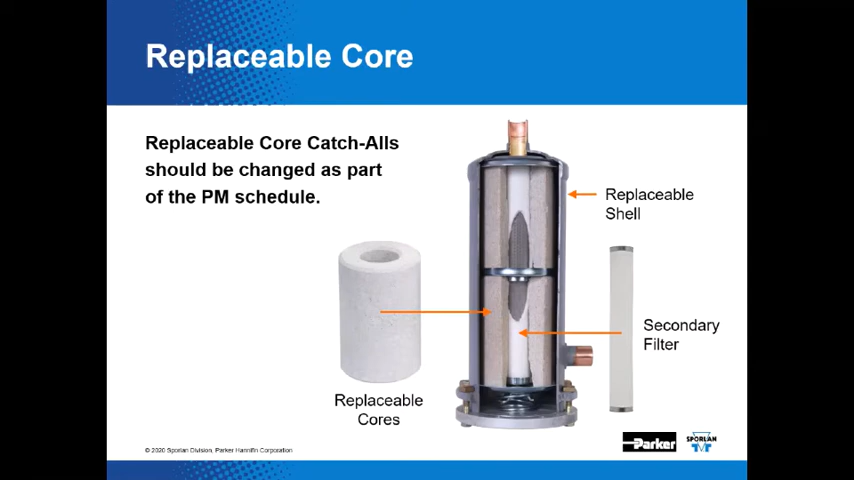 Replaceable Core
Replaceable Core Catch-Alls
should be changed as part
of the PM schedule.
Replaceable
Shell
Secondary
Filter
Replaceable
Cores
© 2020 Sporlan Division, Parker Hannifin Corporation
Parker
SPORLAN